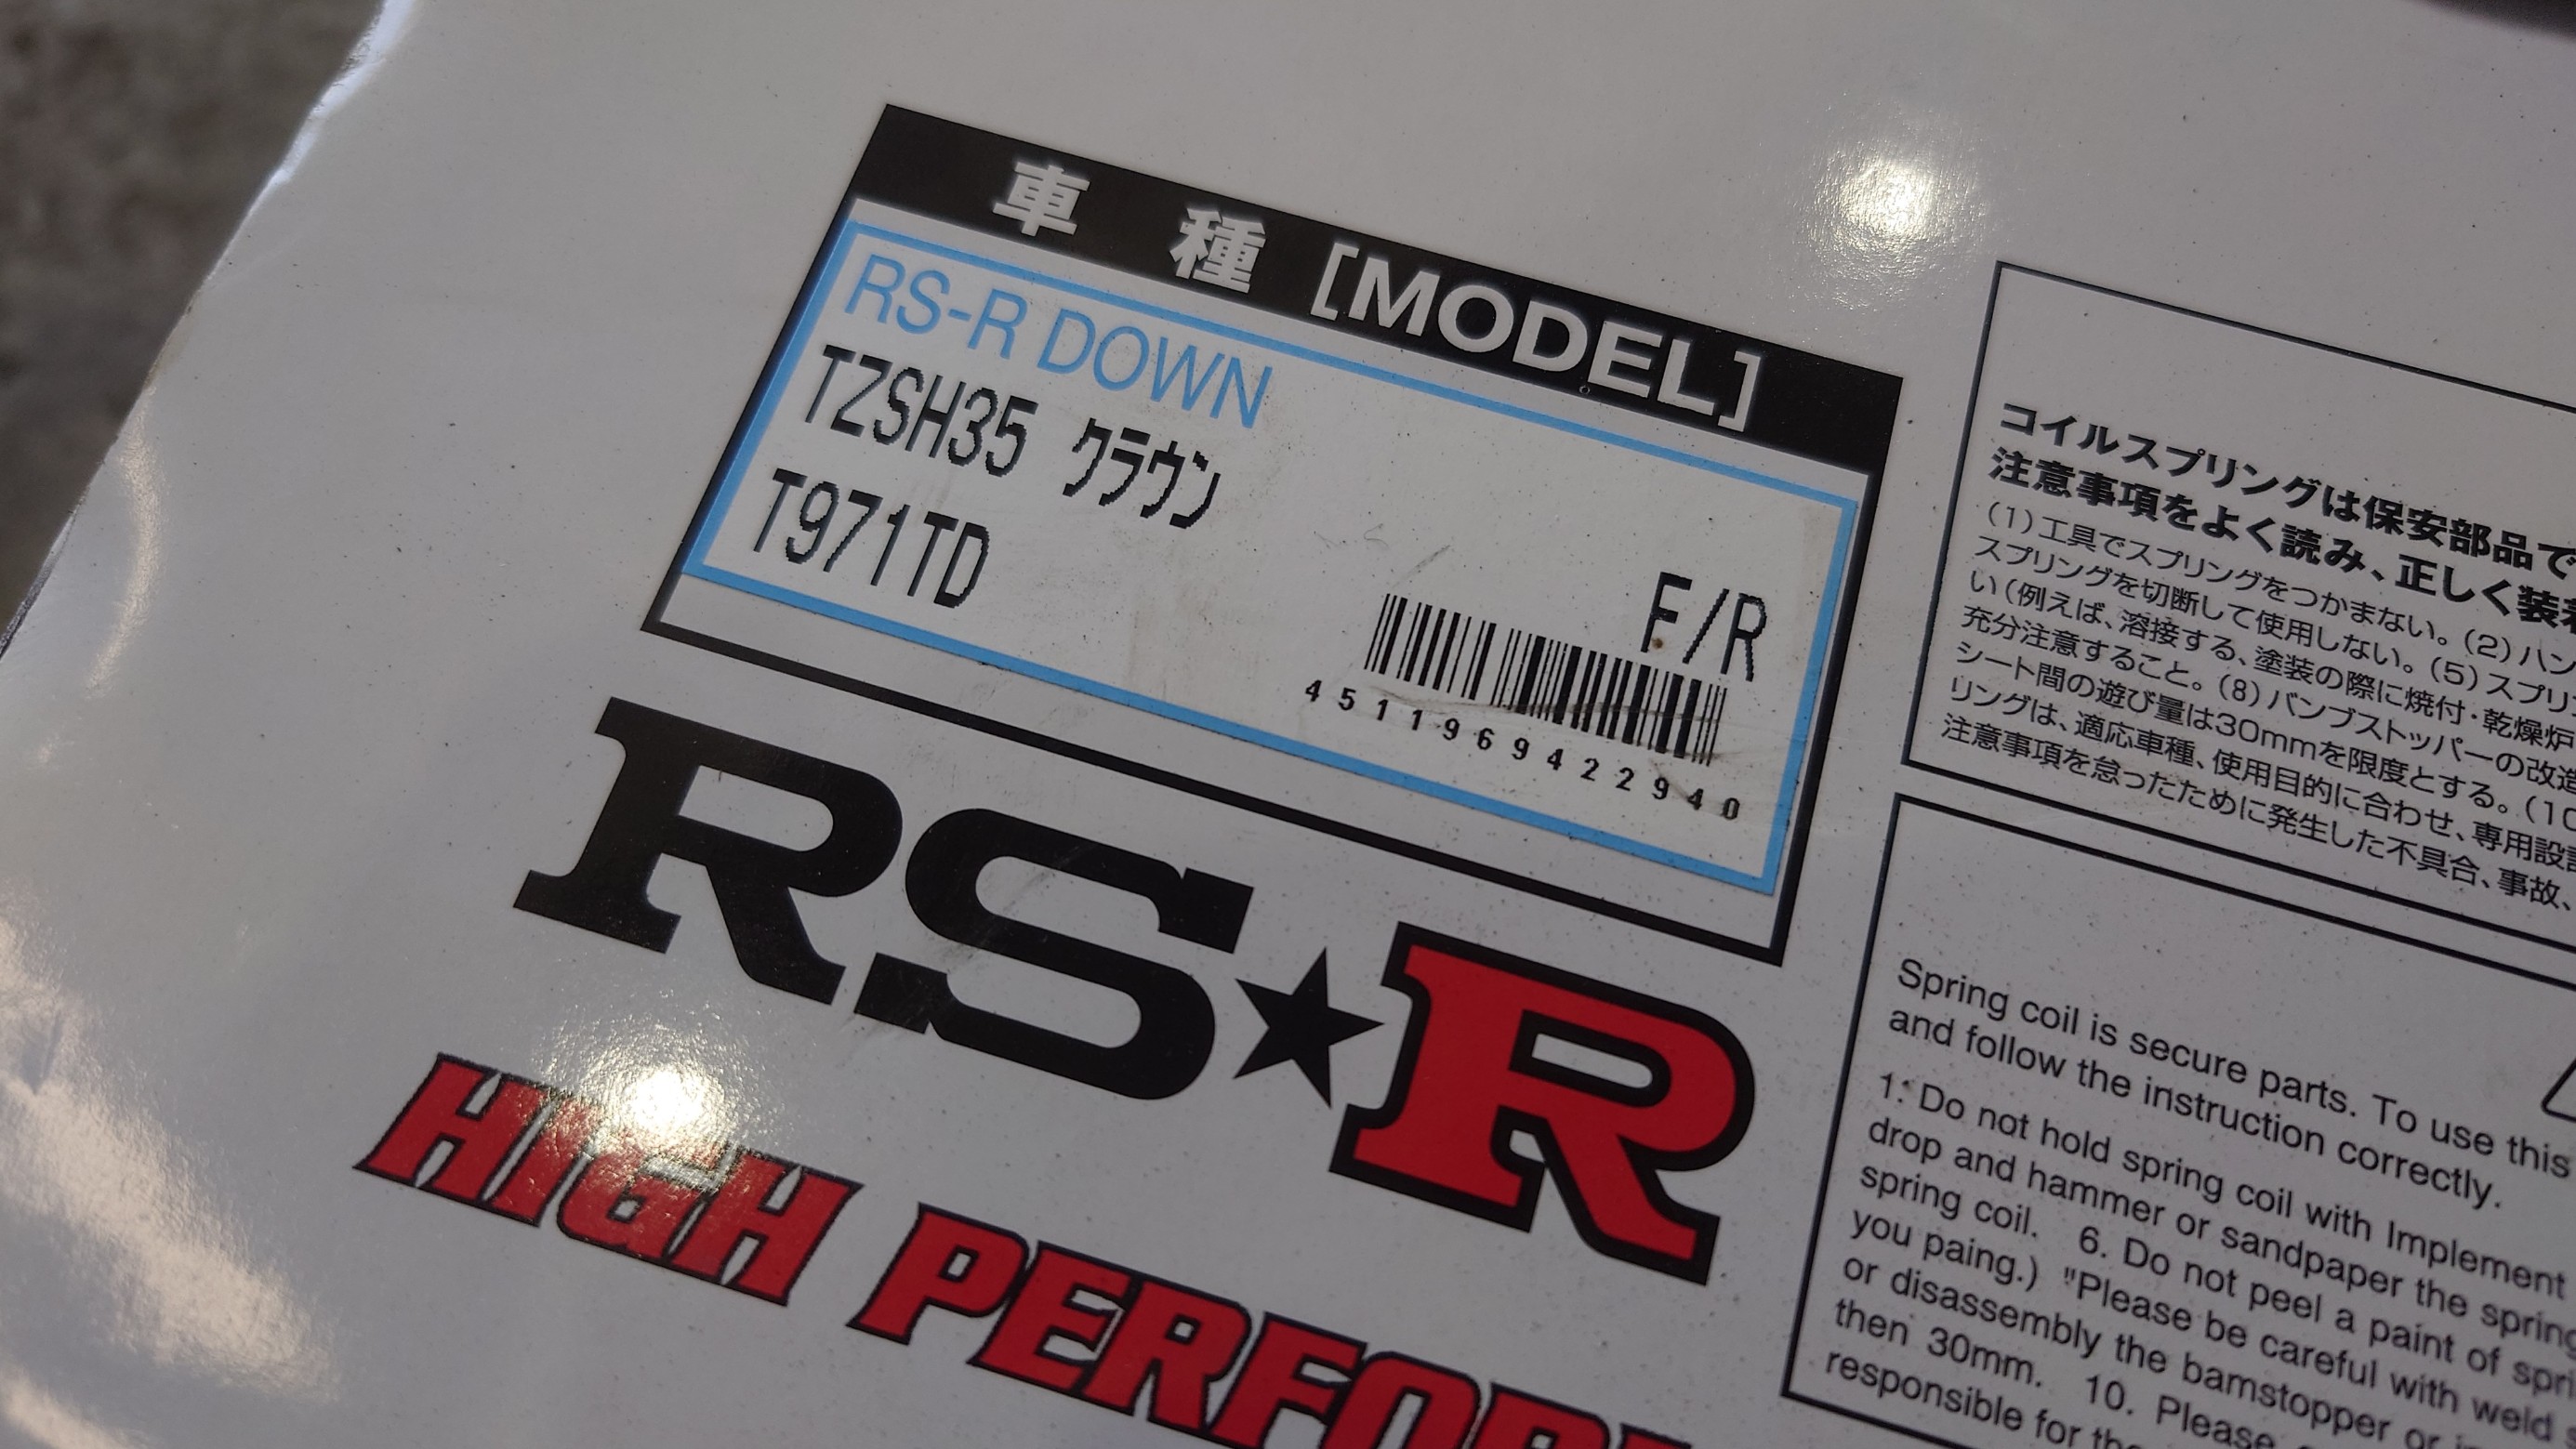 車種 [MODEL]
RS-R DOWN
TZSH35 クラウン
T971TD
F/R
4511969422940
RS★R
HIGH PERFOR
コイルスプリングは保安部品で
注意事項をよく読み、正しく装
(1)工具でスプリングをつかまない。(2)ハン
スプリングを切断して使用しない。(5)スプリ
い(例えば、溶接する、塗装の際に焼付・乾燥炉
充分注意すること。(8)バンプストッパーの改造
シート間の遊び量は30mmを限度とする。(10
リングは、適応車種、使用目的に合わせ、専用設
注意事項を怠ったために発生した不具合、事故、
Spring coil is secure parts. To use this
and follow the instruction correctly.
1. Do not hold spring coil with Implement
drop and hammer or sandpaper the spring
spring coil. 6. Do not peel a paint of spri
you paing.) "Please be careful with weld
or disassembly the bamstopper or
then 30mm. 10. Please
responsible for the